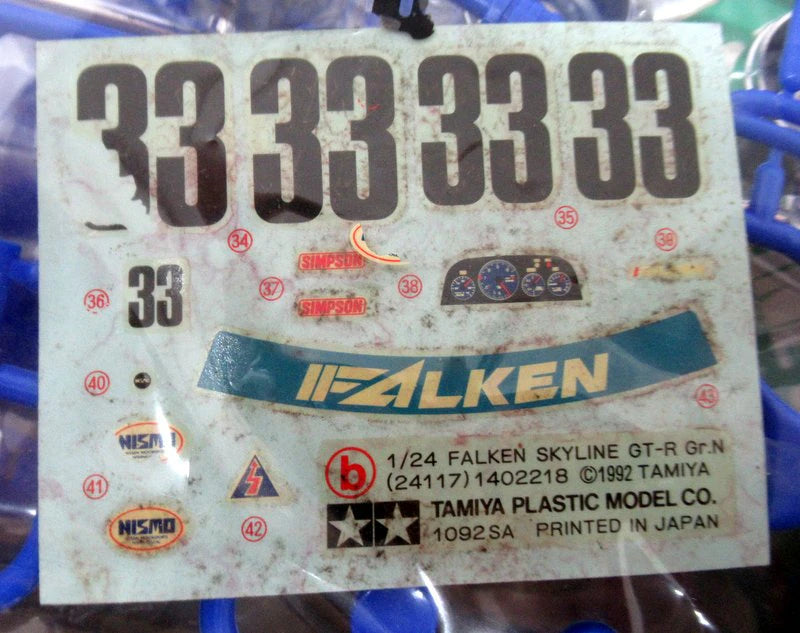 33 33 33 33
34
35
36
33
37
SIMPSON
SIMPSON
38
38
FALKEN
40
43
NISMO
41
NISMO
42
b
1/24 FALKEN SKYLINE GT-R Gr.N
(24117)1402218 ©1992 TAMIYA
TAMIYA PLASTIC MODEL CO.
1092SA PRINTED IN JAPAN